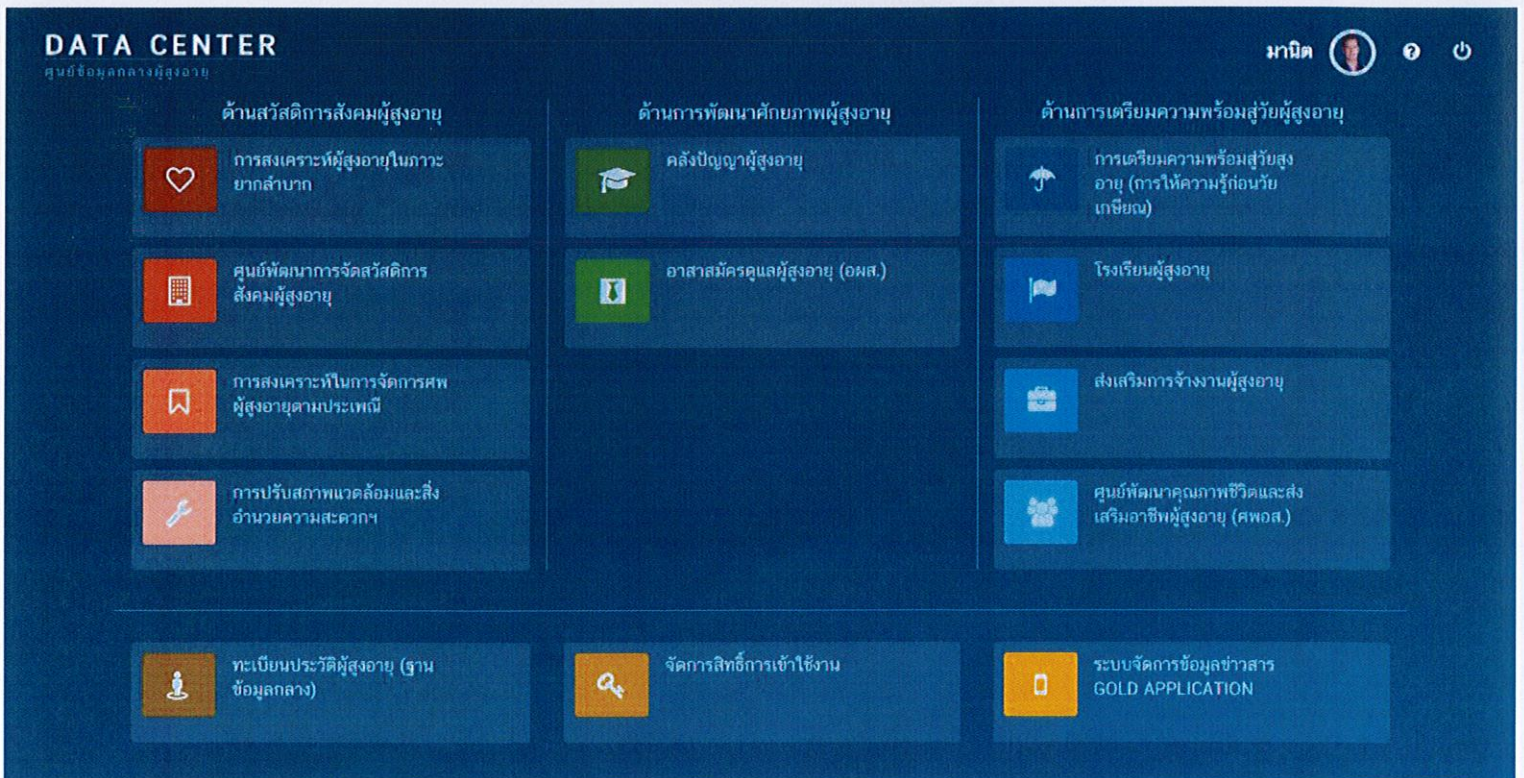 DATA CENTER
ศูนย์ข้อมูลกลางผู้สูงอายุ
มานิต
ด้านสวัสดิการสังคมผู้สูงอายุ
การสงเคราะห์ผู้สูงอายุในภาวะ
ยากลำบาก
ศูนย์พัฒนาการจัดสวัสดิการ
สังคมผู้สูงอายุ
การสงเคราะห์ในการจัดการศพ
ผู้สูงอายุตามประเพณี
การปรับสภาพแวดล้อมและสิ่ง
อำนวยความสะดวกฯ
ด้านการพัฒนาศักยภาพผู้สูงอายุ
คลังปัญญาผู้สูงอายุ
อาสาสมัครดูแลผู้สูงอายุ (อผส.)
ด้านการเตรียมความพร้อมสู่วัยผู้สูงอายุ
การเตรียมความพร้อมสู่วัยสูง
อายุ (การให้ความรู้ก่อนวัย
เกษียณ)
โรงเรียนผู้สูงอายุ
ส่งเสริมการจ้างงานผู้สูงอายุ
ศูนย์พัฒนาคุณภาพชีวิตและส่ง
เสริมอาชีพผู้สูงอายุ (ศพอส.)
ทะเบียนประวัติผู้สูงอายุ (ฐาน
ข้อมูลกลาง)
จัดการสิทธิ์การเข้าใช้งาน
ระบบจัดการข้อมูลข่าวสาร
GOLD APPLICATION